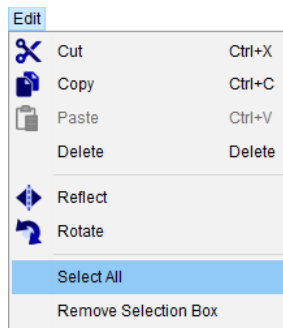 Edit
Cut Ctrl+X
Copy Ctrl+C
Paste Ctrl+V
Delete Delete
Reflect
Rotate
Select All
Remove Selection Box